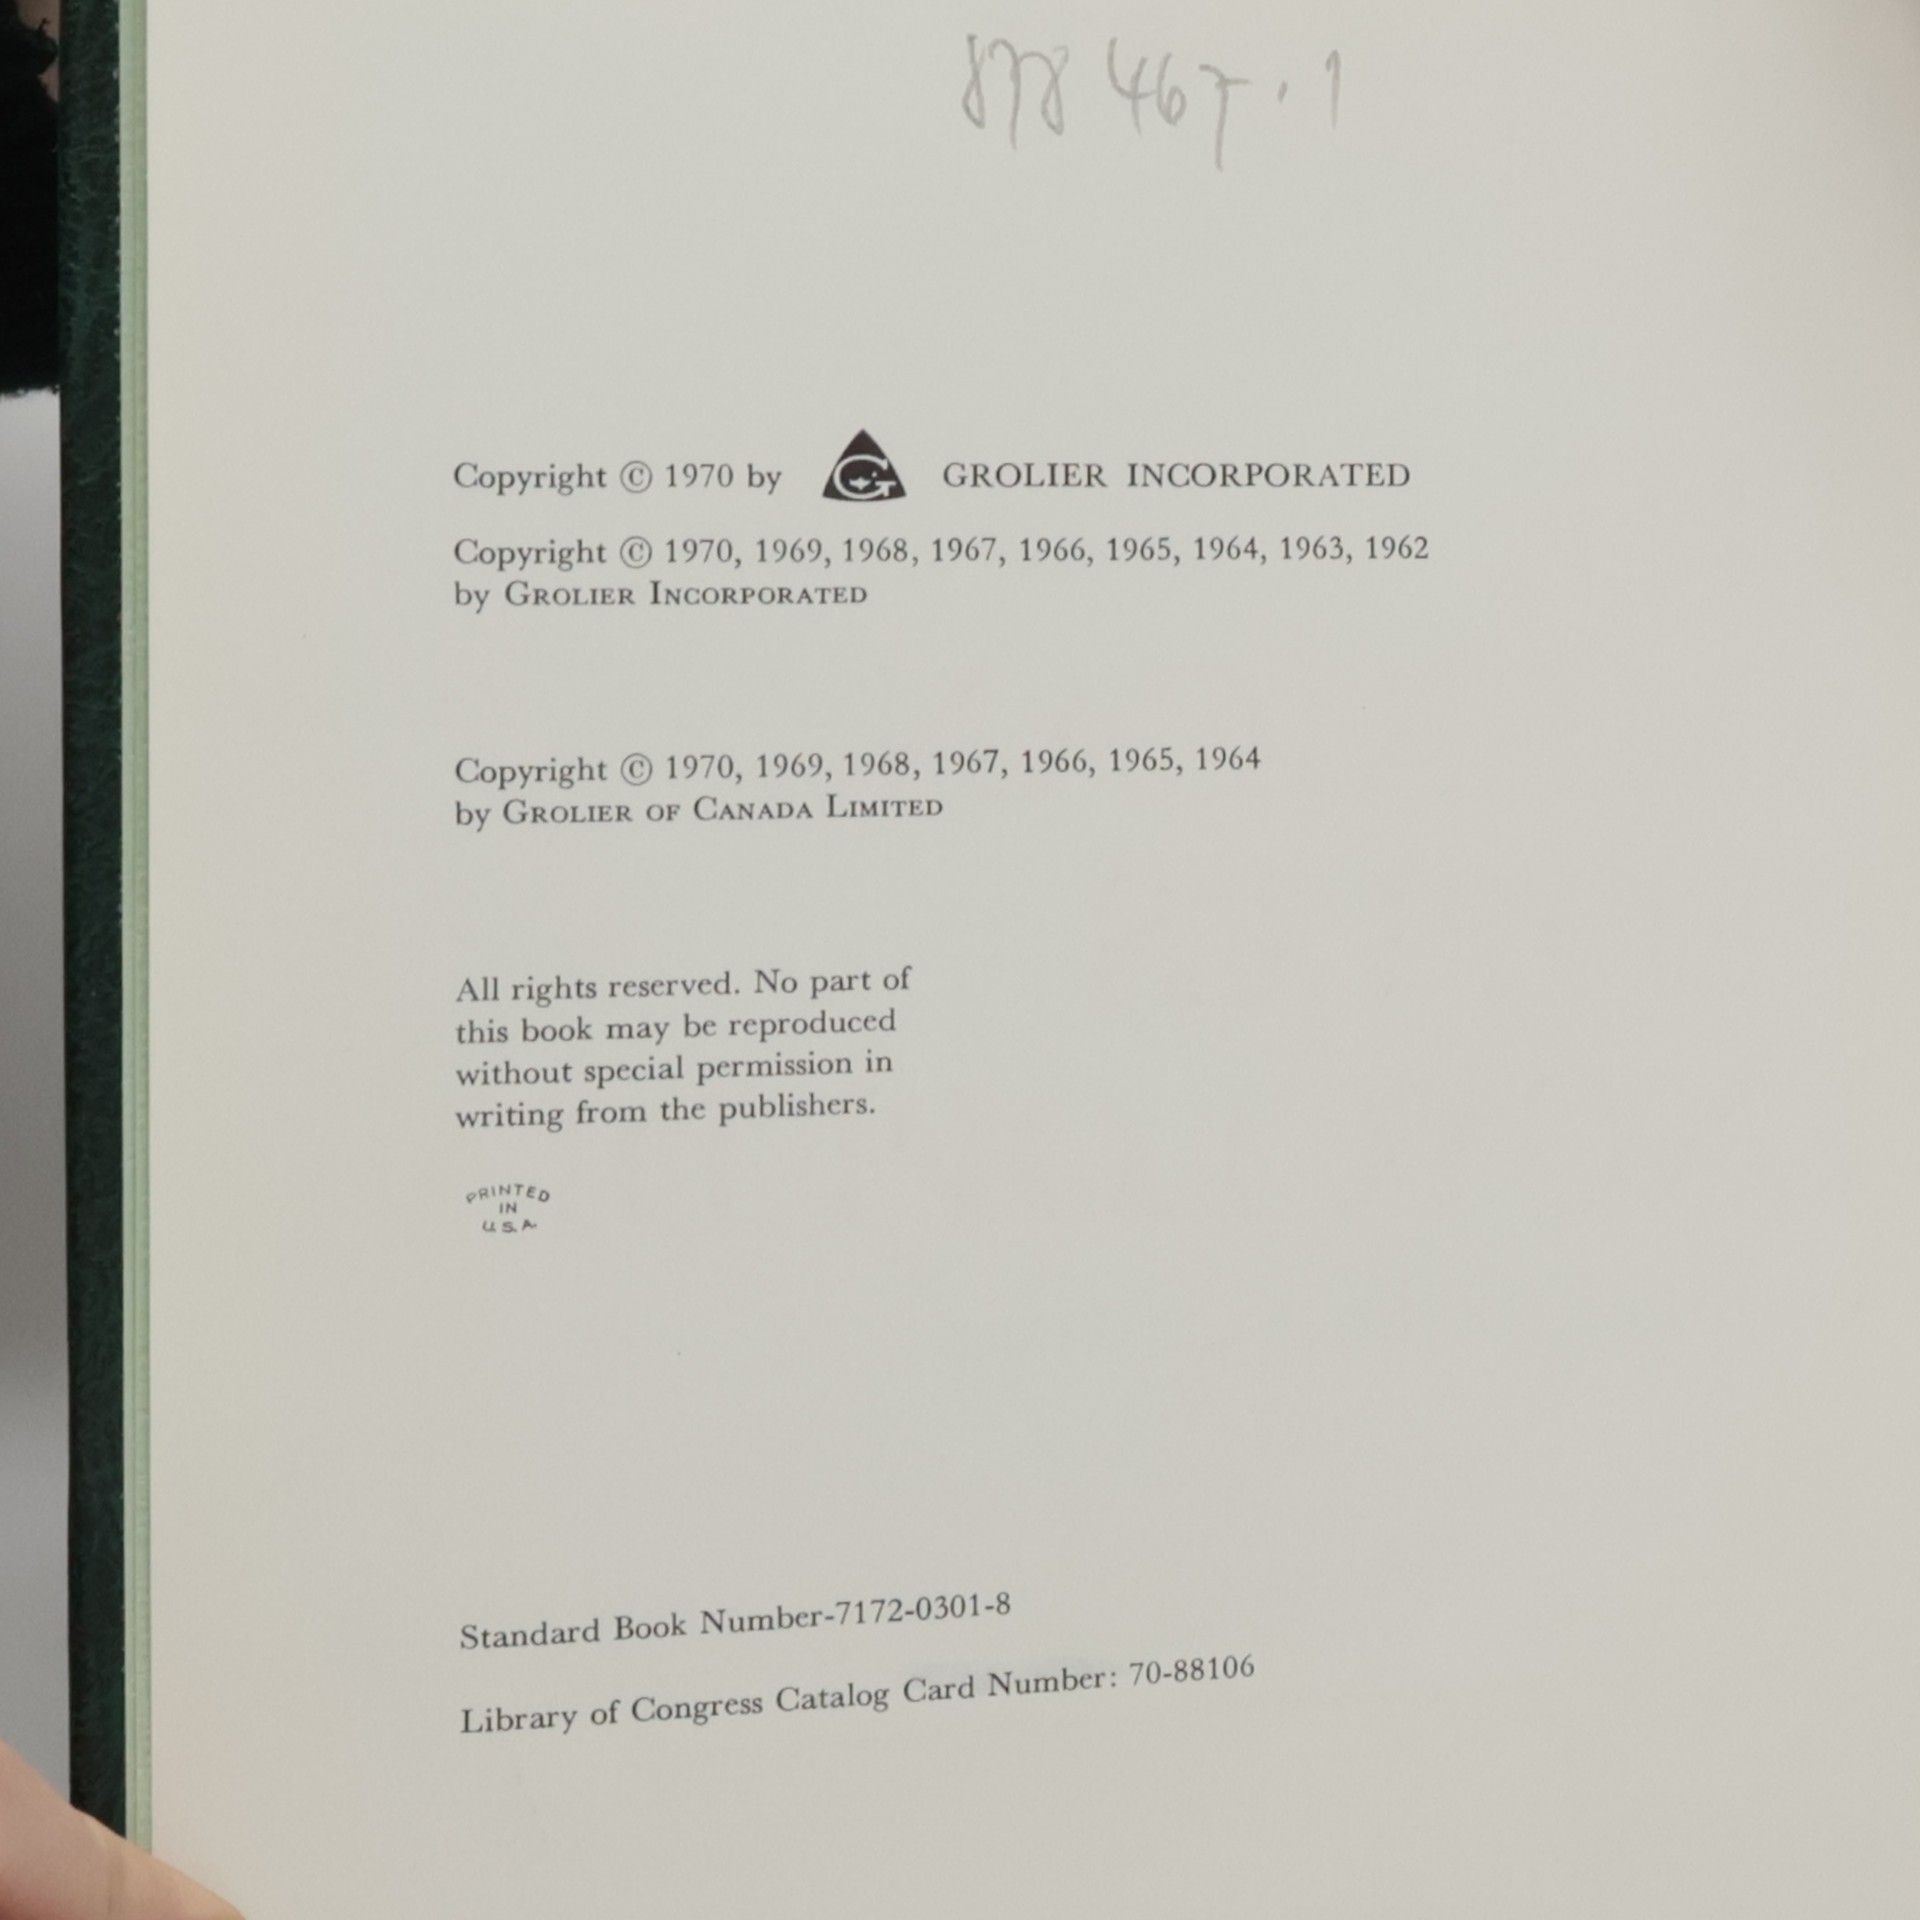 878 467.1
Copyright © 1970 by G GROLIER INCORPORATED
Copyright © 1970, 1969, 1968, 1967, 1966, 1965, 1964, 1963, 1962
by GROLIER INCORPORATED
Copyright © 1970, 1969, 1968, 1967, 1966, 1965, 1964
by GROLIER OF CANADA LIMITED
All rights reserved. No part of
this book may be reproduced
without special permission in
writing from the publishers.
PRINTED
IN
U.S.A.
Standard Book Number-7172-0301-8
Library of Congress Catalog Card Number: 70-88106